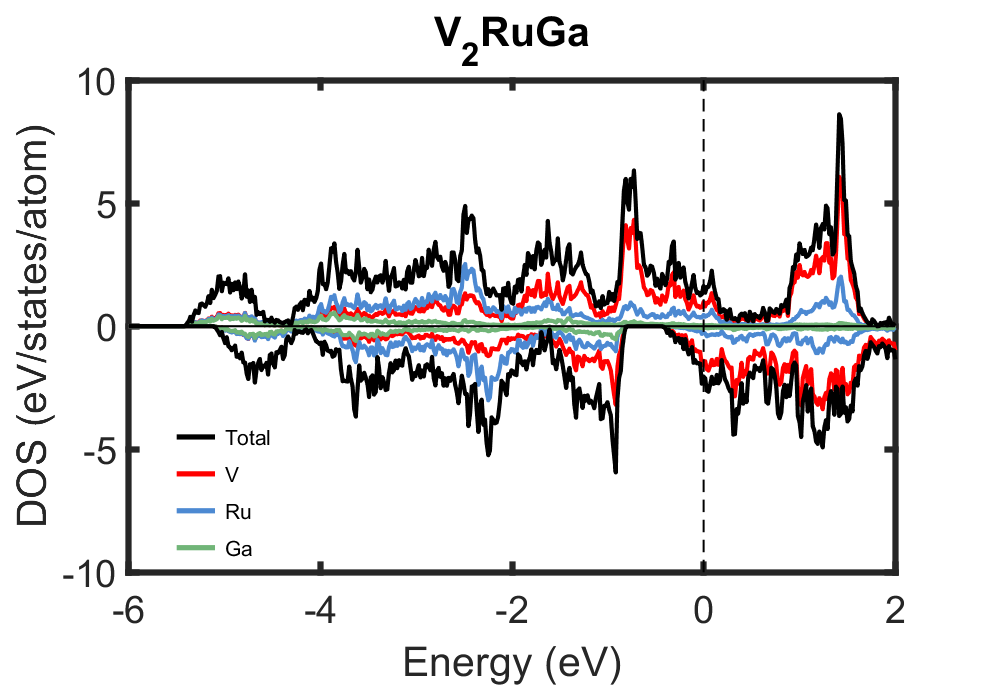 V2RuGa
DOS (eV/states/atom)
10
5
0
-5
-10
Total
V
Ru
Ga
-6 -4 -2 0 2
Energy (eV)